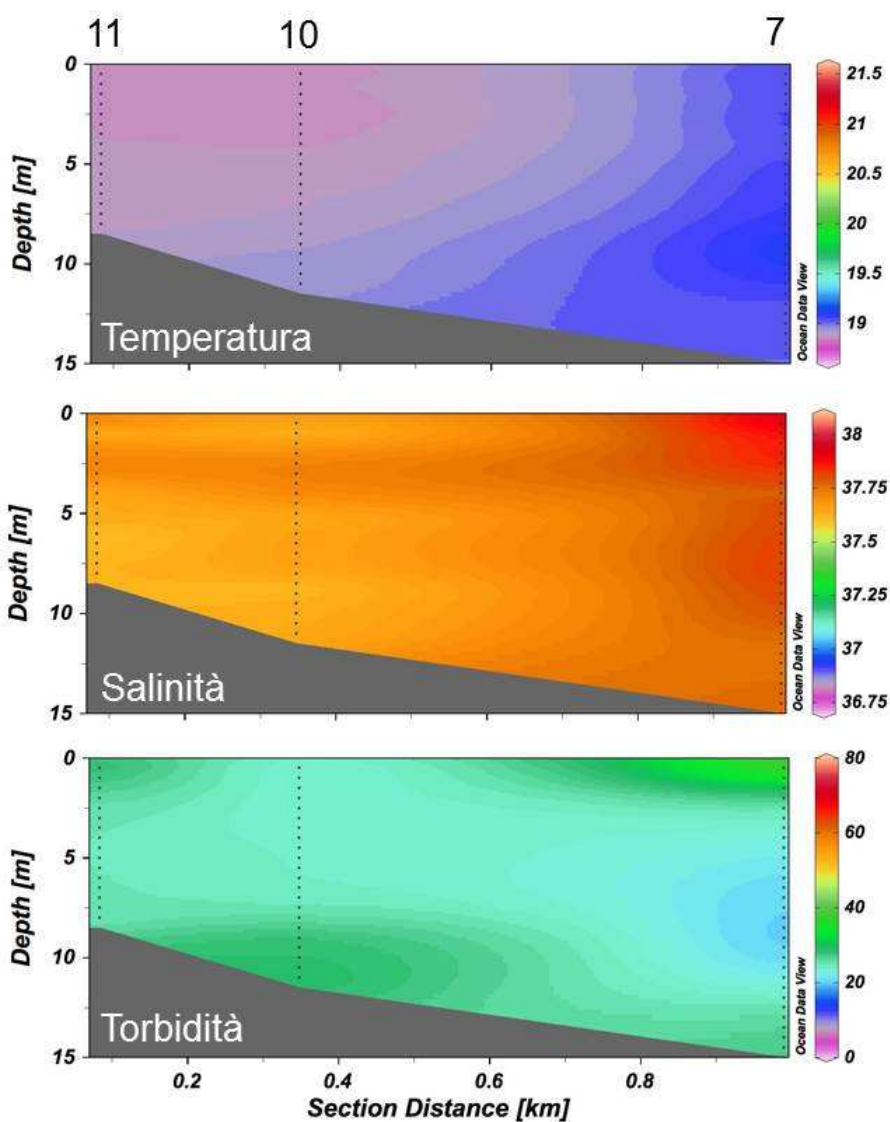 11 10 7
0
5
10
15
Depth [m]
Temperatura
21.5
21
20.5
20
19.5
19
Ocean Data View
0
5
10
15
Depth [m]
Salinità
38
37.75
37.5
37.25
37
36.75
Ocean Data View
0
5
10
15
Depth [m]
Torbidità
80
60
40
20
0
Ocean Data View
0.2 0.4 0.6 0.8
Section Distance [km]